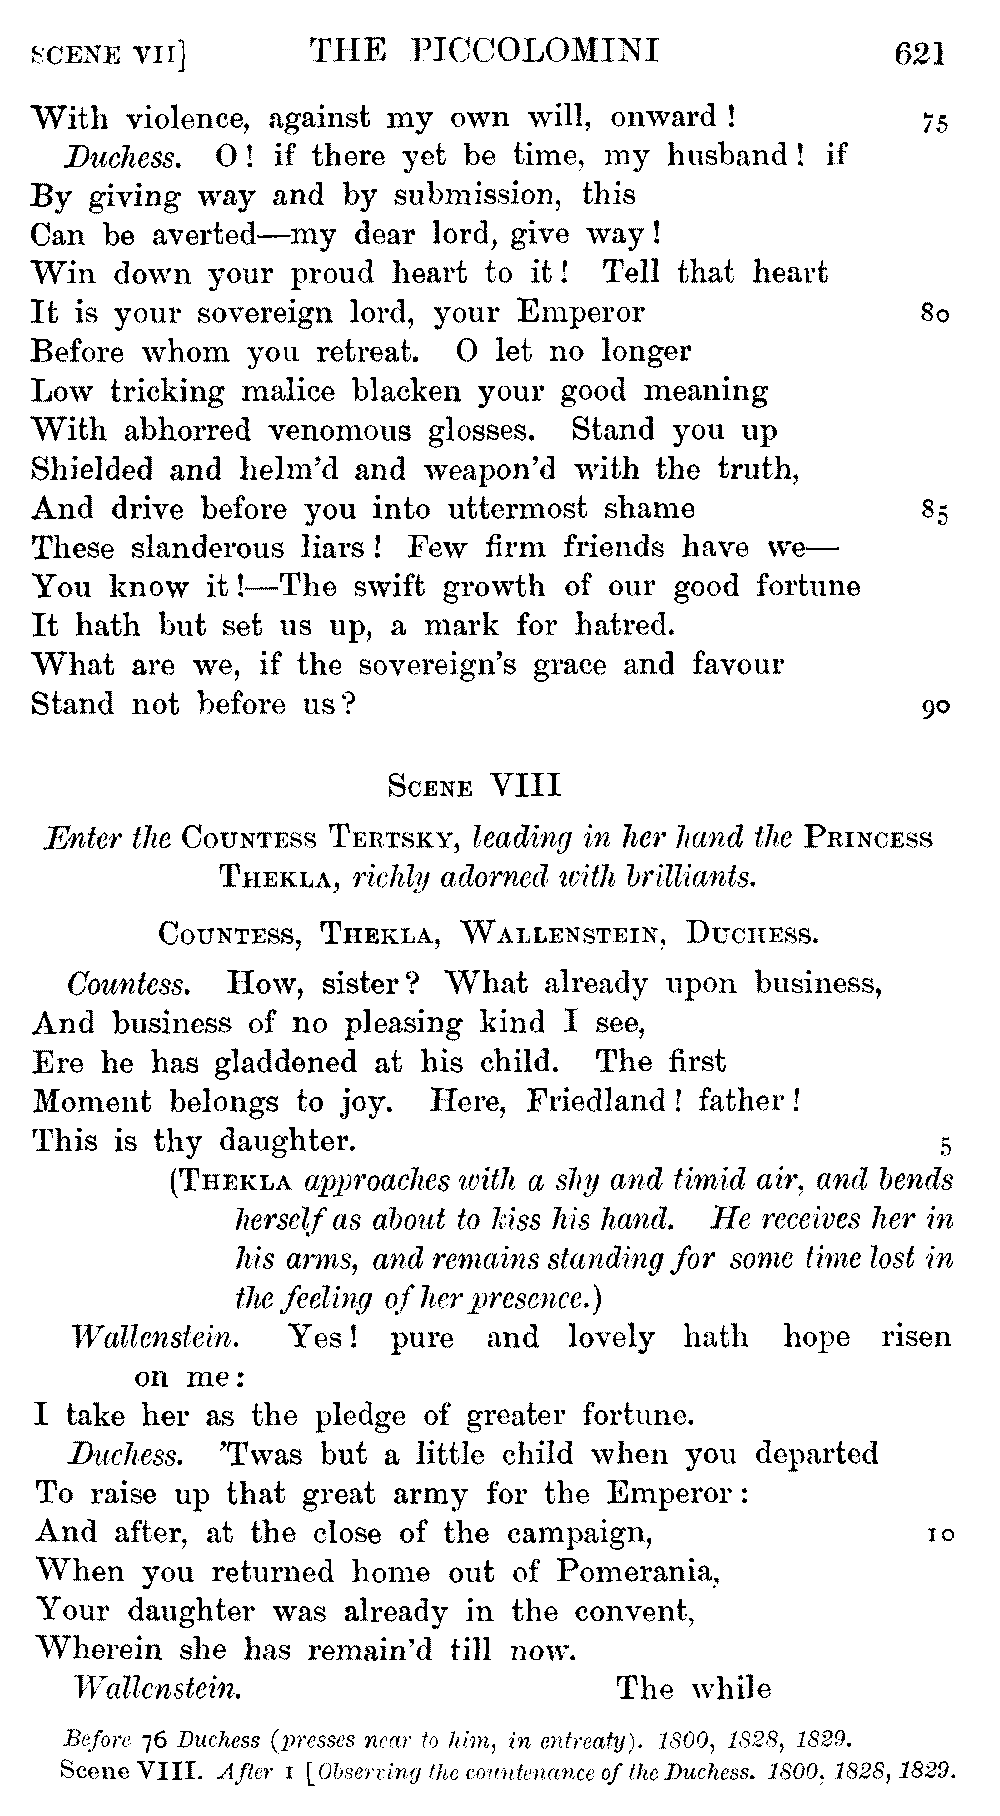 SCENE VII] THE PICCOLOMINI 621
With violence, against my own will, onward ! 75
Duchess. O ! if there yet be time, my husband ! if
By giving way and by submission, this
Can be averted—my dear lord, give way !
Win down your proud heart to it ! Tell that heart
It is your sovereign lord, your Emperor 80
Before whom you retreat. O let no longer
Low tricking malice blacken your good meaning
With abhorred venomous glosses. Stand you up
Shielded and helm'd and weapon'd with the truth,
And drive before you into uttermost shame 85
These slanderous liars ! Few firm friends have we—
You know it !—The swift growth of our good fortune
It hath but set us up, a mark for hatred.
What are we, if the sovereign's grace and favour
Stand not before us ? 90
SCENE VIII
Enter the COUNTESS TERTSKY, leading in her hand the PRINCESS
THEKLA, richly adorned with brilliants.
COUNTESS, THEKLA, WALLENSTEIN, DUCHESS.
Countess. How, sister ? What already upon business,
And business of no pleasing kind I see,
Ere he has gladdened at his child. The first
Moment belongs to joy. Here, Friedland ! father !
This is thy daughter. 5
(THEKLA approaches with a shy and timid air, and bends
herself as about to kiss his hand. He receives her in
his arms, and remains standing for some time lost in
the feeling of her presence.)
Wallenstein. Yes ! pure and lovely hath hope risen
on me :
I take her as the pledge of greater fortune.
Duchess. 'Twas but a little child when you departed
To raise up that great army for the Emperor :
And after, at the close of the campaign, 10
When you returned home out of Pomerania,
Your daughter was already in the convent,
Wherein she has remain'd till now.
Wallenstein. The while
Before 76 Duchess (presses near to him, in entreaty). 1800, 1828, 1829.
Scene VIII. After 1 [Observing the countenance of the Duchess. 1800, 1828, 1829.